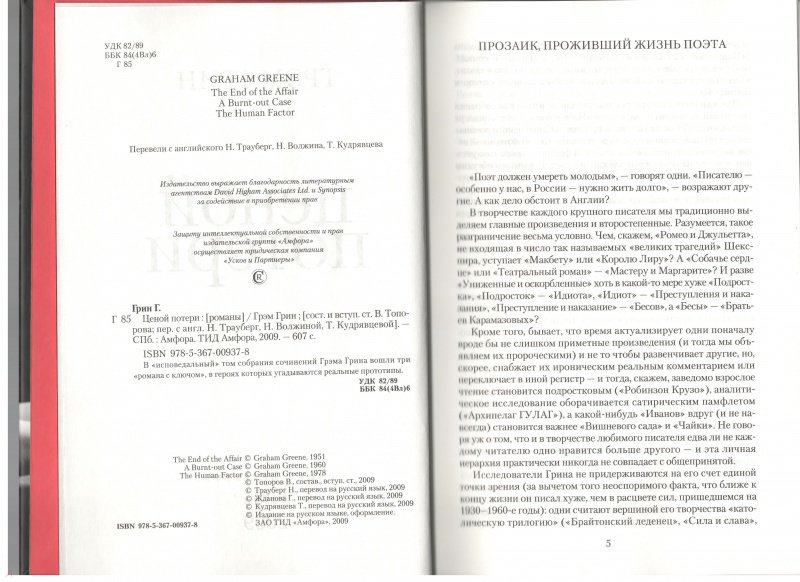 УДК 82/89
ББК 84(4Вл)6
Г 85
GRAHAM GREENE
The End of the Affair
A Burnt-out Case
The Human Factor
Перевели с английского Н. Трауберг, Н. Волжина, Т. Кудрявцева
Издательство выражает благодарность литературным
агентствам David Higham Associates Ltd. и Synopsis
за содействие в приобретении прав
Защиту интеллектуальной собственности и прав
издательской группы «Амфора»
осуществляет юридическая компания
«Усков и Партнеры»
Грин Г.
Г 85 Ценой потери : [романы] / Грэм Грин ; [сост. и вступ. ст. В. Топо-
рова; пер. с англ. Н. Трауберг, Н. Волжиной, Т. Кудрявцевой]. —
СПб. : Амфора. ТИД Амфора, 2009. — 607 с.
ISBN 978-5-367-00937-8
В «исповедальный» том собрания сочинений Грэма Грина вошли три
«романа с ключом», в героях которых угадываются реальные прототипы.
УДК 82/89
ББК 84(4Вл)6
The End of the Affair © Graham Greene, 1951
A Burnt-out Case © Graham Greene, 1960
The Human Factor © Graham Greene, 1978
© Топоров В., состав., вступ. ст., 2009
© Трауберг Н., перевод на русский язык, 2009
© Жданова Г., перевод на русский язык, 2009
© Кудрявцева Т., перевод на русский язык, 2009
© Издание на русском языке, оформление.
ЗАО ТИД «Амфора», 2009
ISBN 978-5-367-00937-8
ПРОЗАИК, ПРОЖИВШИЙ ЖИЗНЬ ПОЭТА
«Поэт должен умереть молодым», — говорят одни. «Писателю —
особенно у нас, в России — нужно жить долго», — возражают дру-
гие. А как дело обстоит в Англии?
В творчестве каждого крупного писателя мы традиционно вы-
деляем главные произведения и второстепенные. Разумеется, такое
разграничение весьма условно. Чем, скажем, «Ромео и Джульетта»,
не входящая в число так называемых «великих трагедий» Шекс-
пира, уступает «Макбету» или «Королю Лиру»? А «Собачье серд-
це» или «Театральный роман» — «Мастеру и Маргарите»? И разве
«Униженные и оскорбленные» хоть в какой-то мере хуже «Подрост-
ка», «Подросток» — «Идиота», «Идиот» — «Преступления и наказа-
ния», «Преступление и наказание» — «Бесов», а «Бесы» — «Брать-
ев Карамазовых»?
Кроме того, бывает, что время актуализирует одни поначалу
вроде бы не слишком приметные произведения (и тогда мы объ-
являем их пророческими) и не то чтобы развенчивает другие, но,
скорее, снабжает их ироническим реальным комментарием или
переключает в иной регистр — и тогда, скажем, заведомо взрослое
чтение становится подростковым («Робинзон Крузо»), аналити-
ческое исследование оборачивается сатирическим памфлетом
(«Архипелаг ГУЛАГ»), а какой-нибудь «Иванов» вдруг (и не на-
всегда) становится важнее «Вишневого сада» и «Чайки». Не гово-
ря уж о том, что и в творчестве любимого писателя едва ли не каж-
дому читателю одно нравится больше другого — и эта личная
иерархия практически никогда не совпадает с общепринятой.
Исследователи Грина не придерживаются на его счет единой
точки зрения (за вычетом того неоспоримого факта, что ближе к
концу жизни он писал хуже, чем в расцвете сил, пришедшемся на
1930–1960-е годы): одни считают вершиной его творчества «като-
лическую трилогию» («Брайтонский леденец», «Сила и слава»,
5